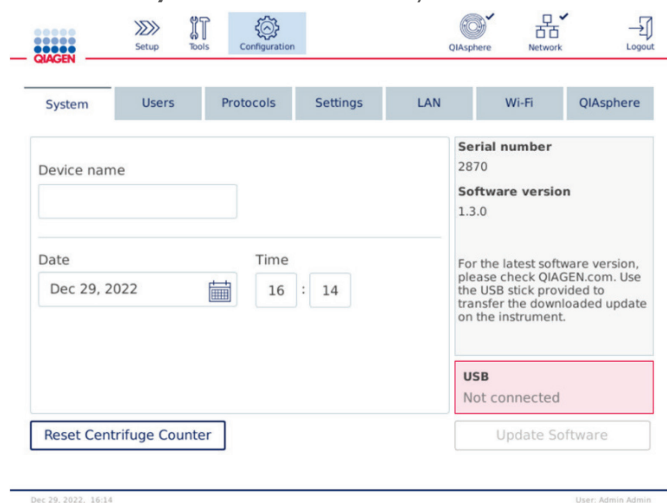 QIAGEN
Setup
Tools
Configuration
QIAsphere
Network
Logout
System
Users
Protocols
Settings
LAN
Wi-Fi
QIAsphere
Device name
Date
Time
Dec 29, 2022
16 : 14
Reset Centrifuge Counter
Serial number
2870
Software version
1.3.0
For the latest software version,
please check QIAGEN.com. Use
the USB stick provided to
transfer the downloaded update
on the instrument.
USB
Not connected
Update Software
Dec 29, 2022, 16:14
User: Admin Admin